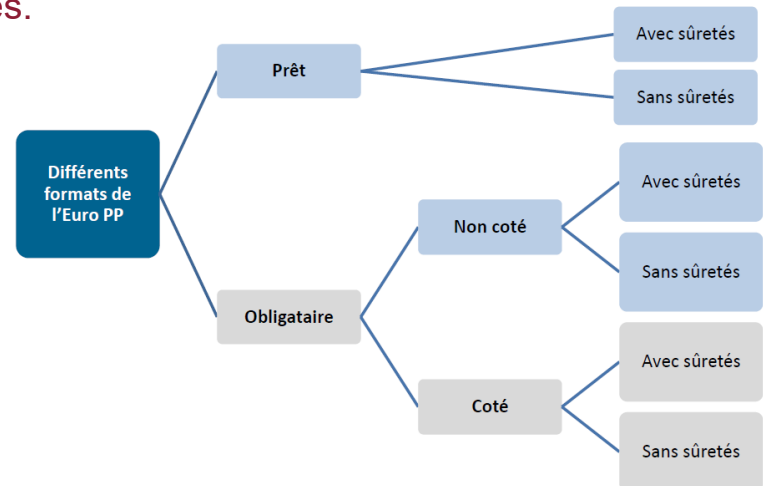 Prêt
Avec sûretés
Sans sûretés
Différents
formats de
l'Euro PP
Non coté
Avec sûretés
Sans sûretés
Obligataire
Coté
Avec sûretés
Sans sûretés